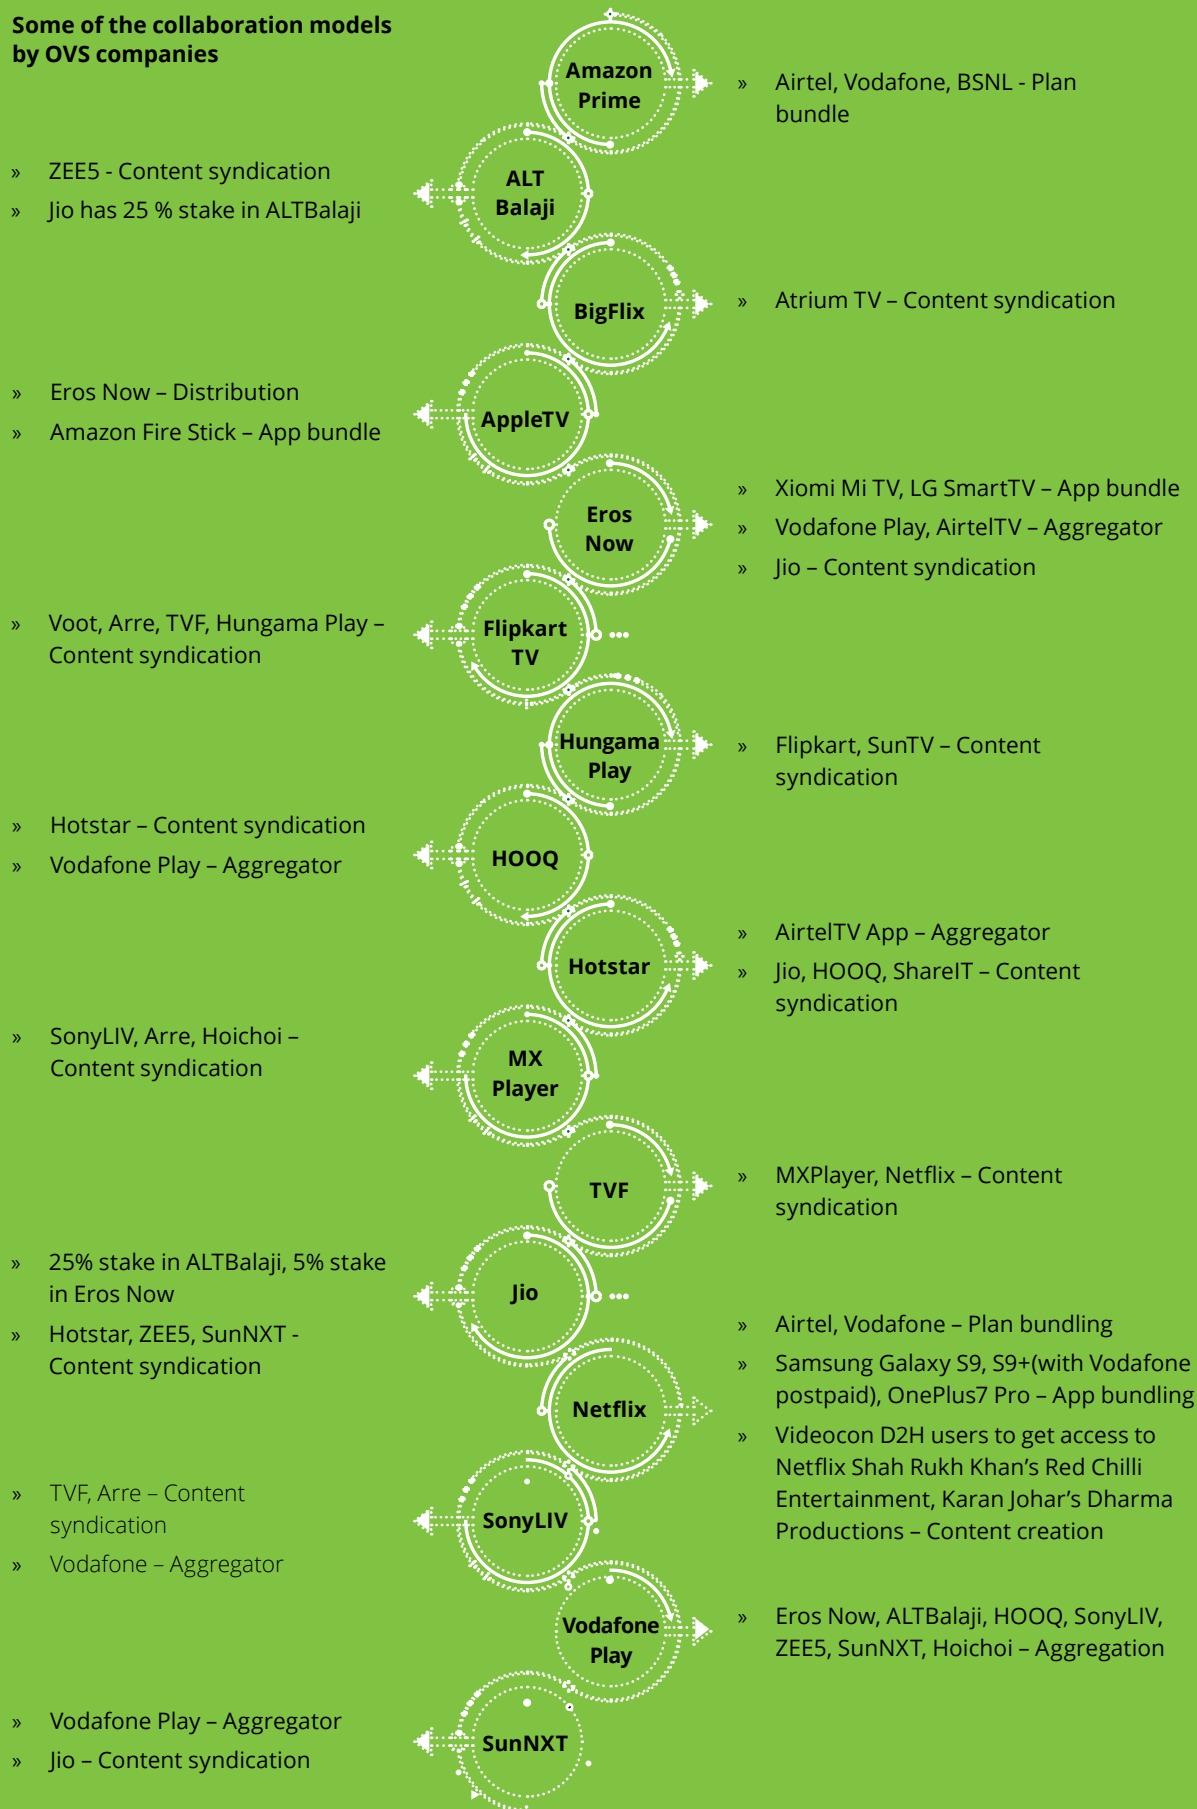 Some of the collaboration models
by OVS companies
Amazon
Prime
» Airtel, Vodafone, BSNL - Plan
bundle
ALT
Balaji
» ZEE5 - Content syndication
» Jio has 25 % stake in ALTBalaji
BigFlix
» Atrium TV – Content syndication
AppleTV
» Eros Now – Distribution
» Amazon Fire Stick – App bundle
Eros
Now
» Xiomi Mi TV, LG SmartTV – App bundle
» Vodafone Play, AirtelTV – Aggregator
» Jio – Content syndication
Flipkart
TV
» Voot, Arre, TVF, Hungama Play –
Content syndication
Hungama
Play
» Flipkart, SunTV – Content
syndication
HOOQ
» Hotstar – Content syndication
» Vodafone Play – Aggregator
Hotstar
» AirtelTV App – Aggregator
» Jio, HOOQ, ShareIT – Content
syndication
MX
Player
» SonyLIV, Arre, Hoichoi –
Content syndication
TVF
» MXPlayer, Netflix – Content
syndication
Jio
» 25% stake in ALTBalaji, 5% stake
in Eros Now
» Hotstar, ZEE5, SunNXT -
Content syndication
Netflix
» Airtel, Vodafone – Plan bundling
» Samsung Galaxy S9, S9+(with Vodafone
postpaid), OnePlus7 Pro – App bundling
» Videocon D2H users to get access to
Netflix Shah Rukh Khan’s Red Chilli
Entertainment, Karan Johar’s Dharma
Productions – Content creation
SonyLIV
» TVF, Arre – Content
syndication
» Vodafone – Aggregator
Vodafone
Play
» Eros Now, ALTBalaji, HOOQ, SonyLIV,
ZEE5, SunNXT, Hoichoi – Aggregation
SunNXT
» Vodafone Play – Aggregator
» Jio – Content syndication